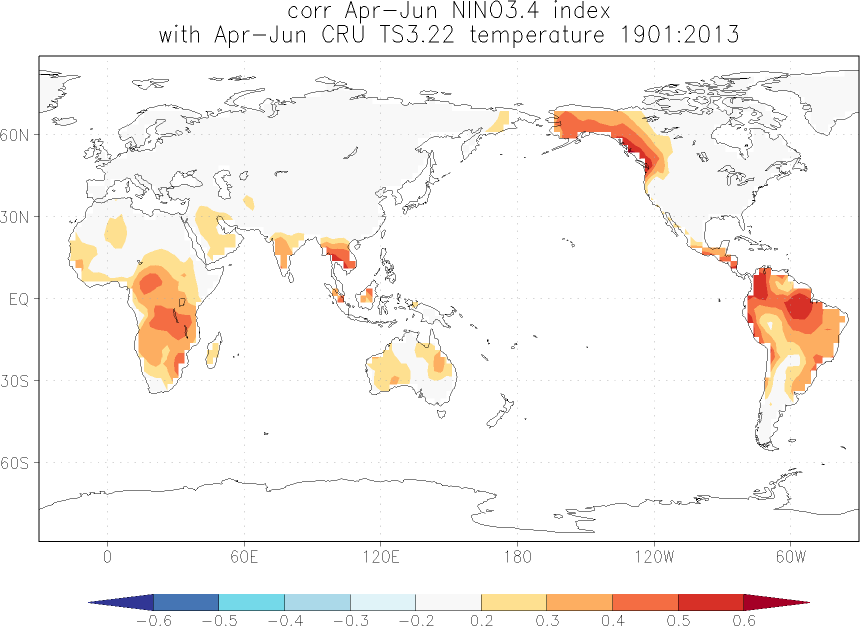 corr Apr-Jun NINO3.4 index
with Apr-Jun CRU TS3.22 temperature 1901:2013
60N
30N
EQ
30S
60S
0 60E 120E 180 120W 60W
-0.6 -0.5 -0.4 -0.3 -0.2 0.2 0.3 0.4 0.5 0.6